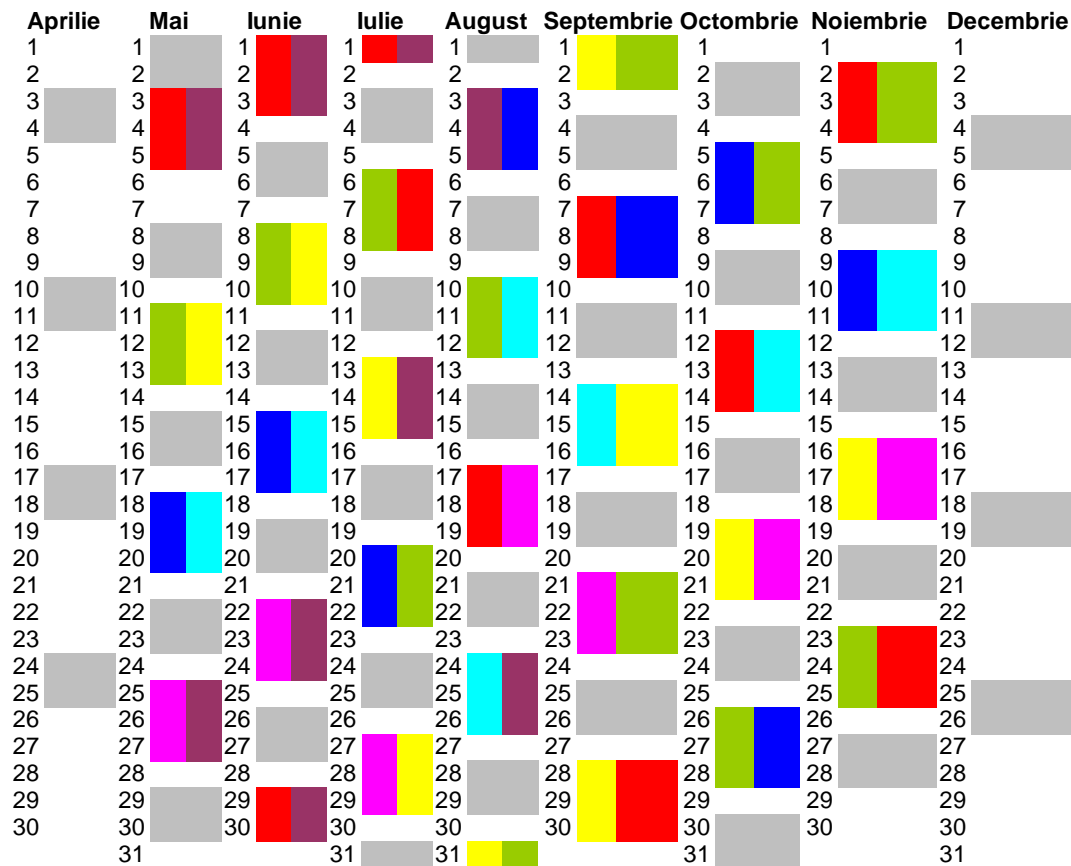 Aprilie Mai Iunie Iulie August Septembrie Octombrie Noiembrie Decembrie
1 1 1 1 1 1 1 1 1
2 2 2 2 2 2 2 2 2
3 3 3 3 3 3 3 3 3
4 4 4 4 4 4 4 4 4
5 5 5 5 5 5 5 5 5
6 6 6 6 6 6 6 6 6
7 7 7 7 7 7 7 7 7
8 8 8 8 8 8 8 8 8
9 9 9 9 9 9 9 9 9
10 10 10 10 10 10 10 10 10
11 11 11 11 11 11 11 11 11
12 12 12 12 12 12 12 12 12
13 13 13 13 13 13 13 13 13
14 14 14 14 14 14 14 14 14
15 15 15 15 15 15 15 15 15
16 16 16 16 16 16 16 16 16
17 17 17 17 17 17 17 17 17
18 18 18 18 18 18 18 18 18
19 19 19 19 19 19 19 19 19
20 20 20 20 20 20 20 20 20
21 21 21 21 21 21 21 21 21
22 22 22 22 22 22 22 22 22
23 23 23 23 23 23 23 23 23
24 24 24 24 24 24 24 24 24
25 25 25 25 25 25 25 25 25
26 26 26 26 26 26 26 26 26
27 27 27 27 27 27 27 27 27
28 28 28 28 28 28 28 28 28
29 29 29 29 29 29 29 29 29
30 30 30 30 30 30 30 30 30
31 31 31 31 31